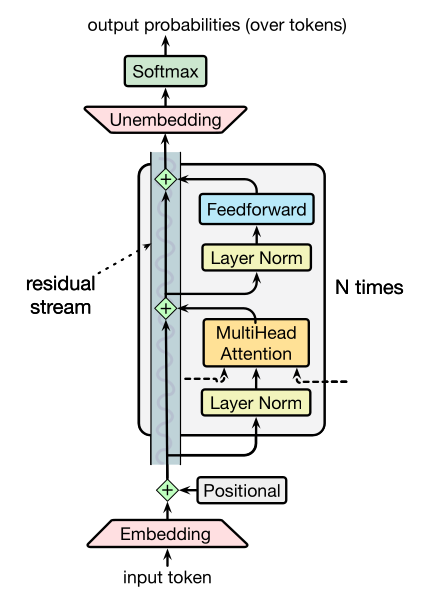 output probabilities (over tokens)
Softmax
Unembedding
+
Feedforward
Layer Norm
residual
stream
N times
+
MultiHead
Attention
Layer Norm
+
Positional
Embedding
input token